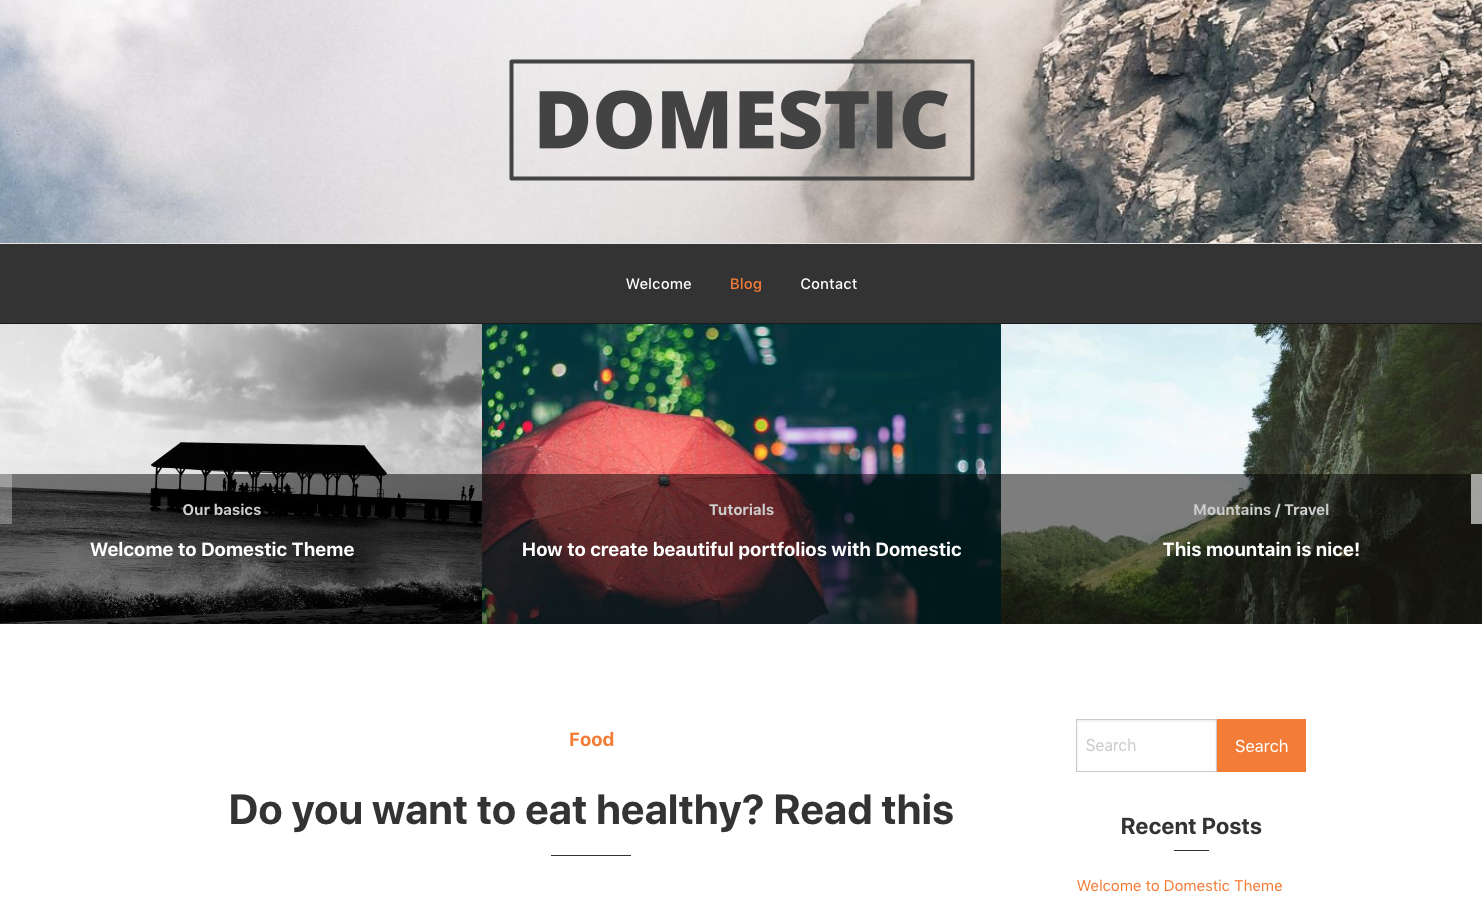 DOMESTIC
Welcome Blog Contact
Our basics
Welcome to Domestic Theme
Tutorials
How to create beautiful portfolios with Domestic
Mountains / Travel
This mountain is nice!
Food
Do you want to eat healthy? Read this
Search Search
Recent Posts
Welcome to Domestic Theme